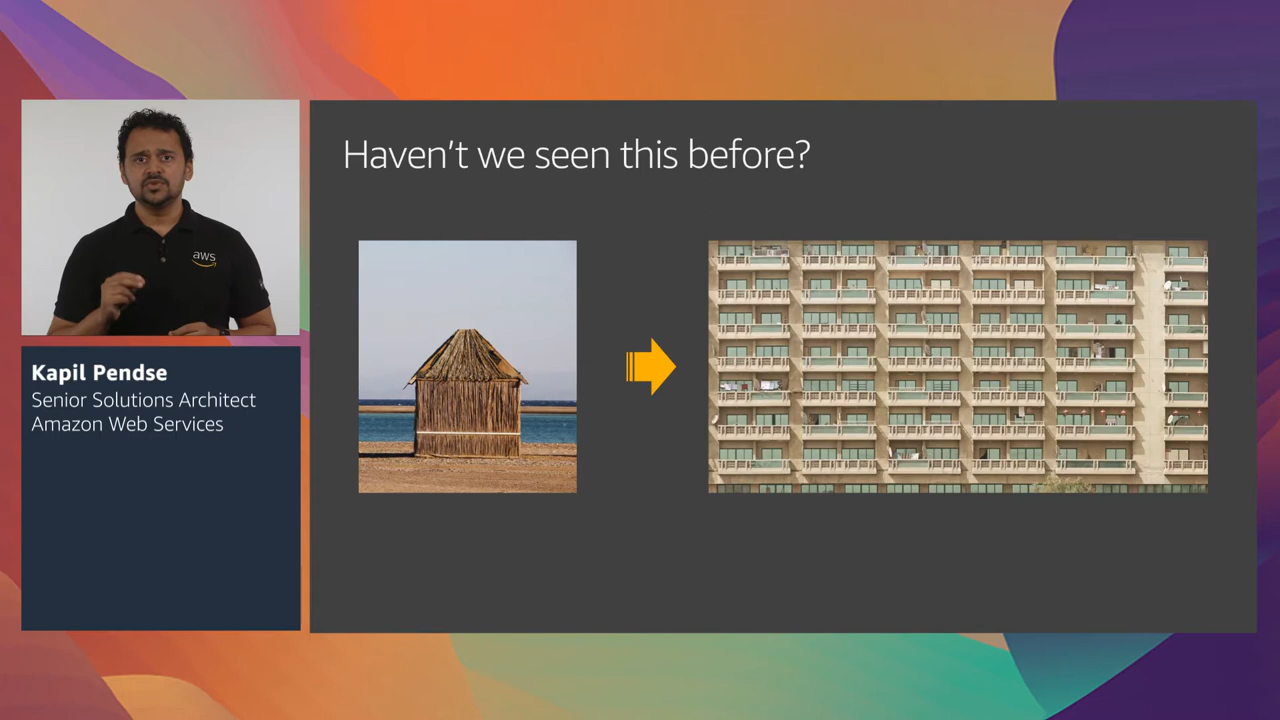 Haven't we seen this before?
aws
Kapil Pendse
Senior Solutions Architect
Amazon Web Services